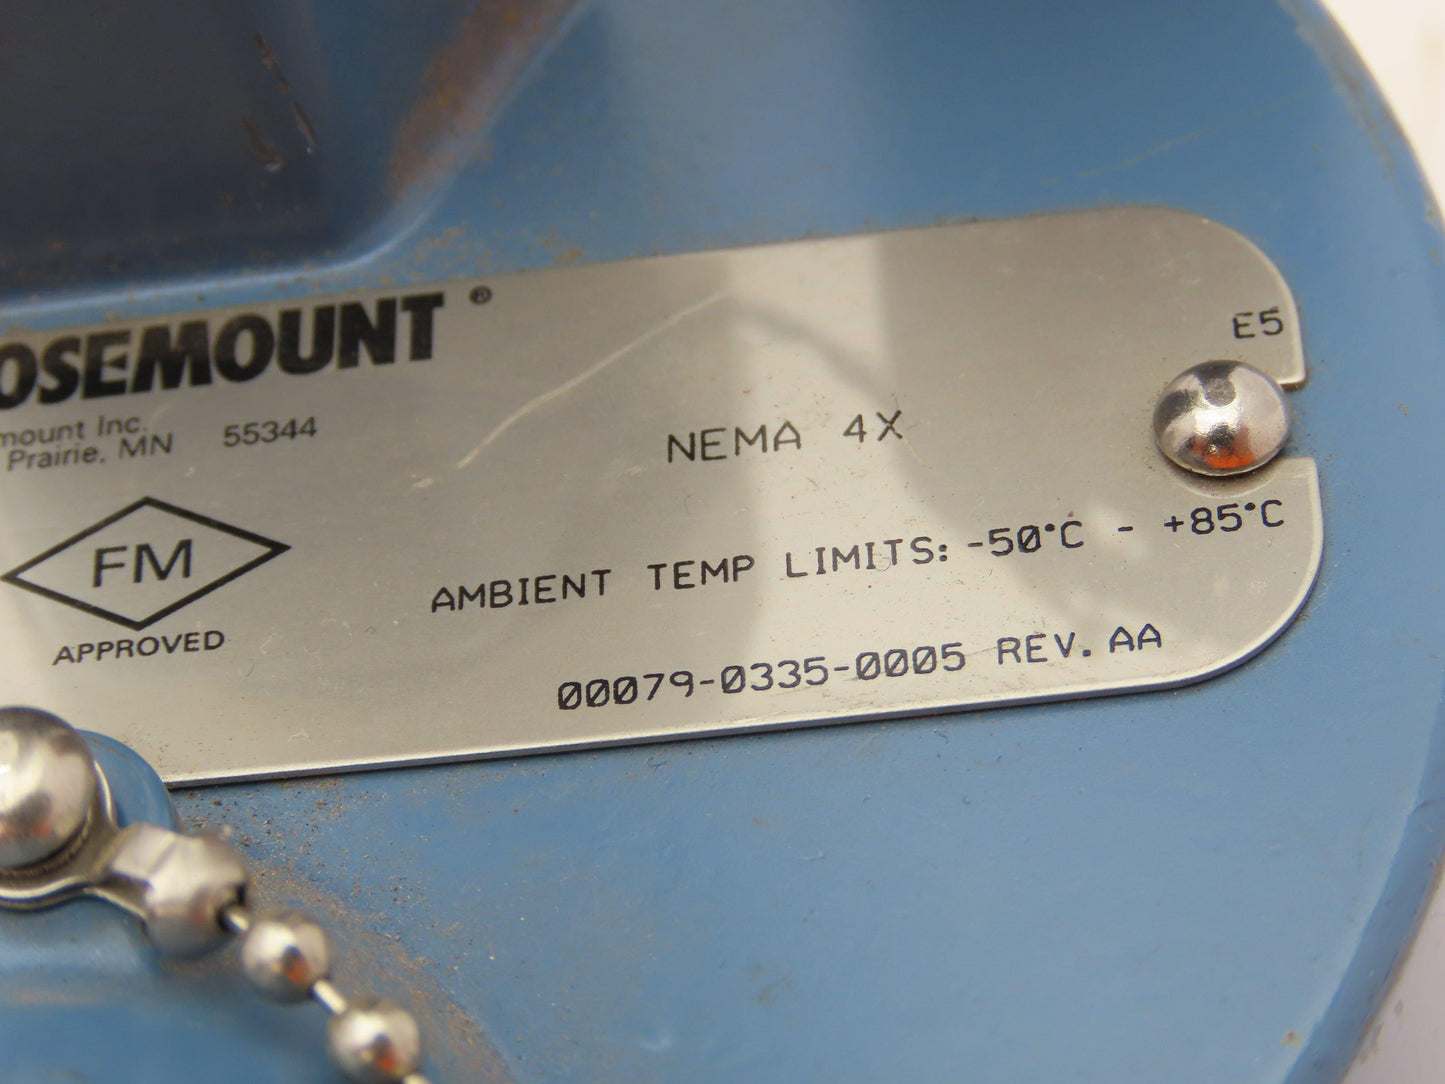 OSEMOUNT ®
mount Inc.
Prairie, MN 55344
E5
NEMA 4X
FM
APPROVED
AMBIENT TEMP LIMITS: -50°C - +85°C
00079-0335-0005 REV. AA